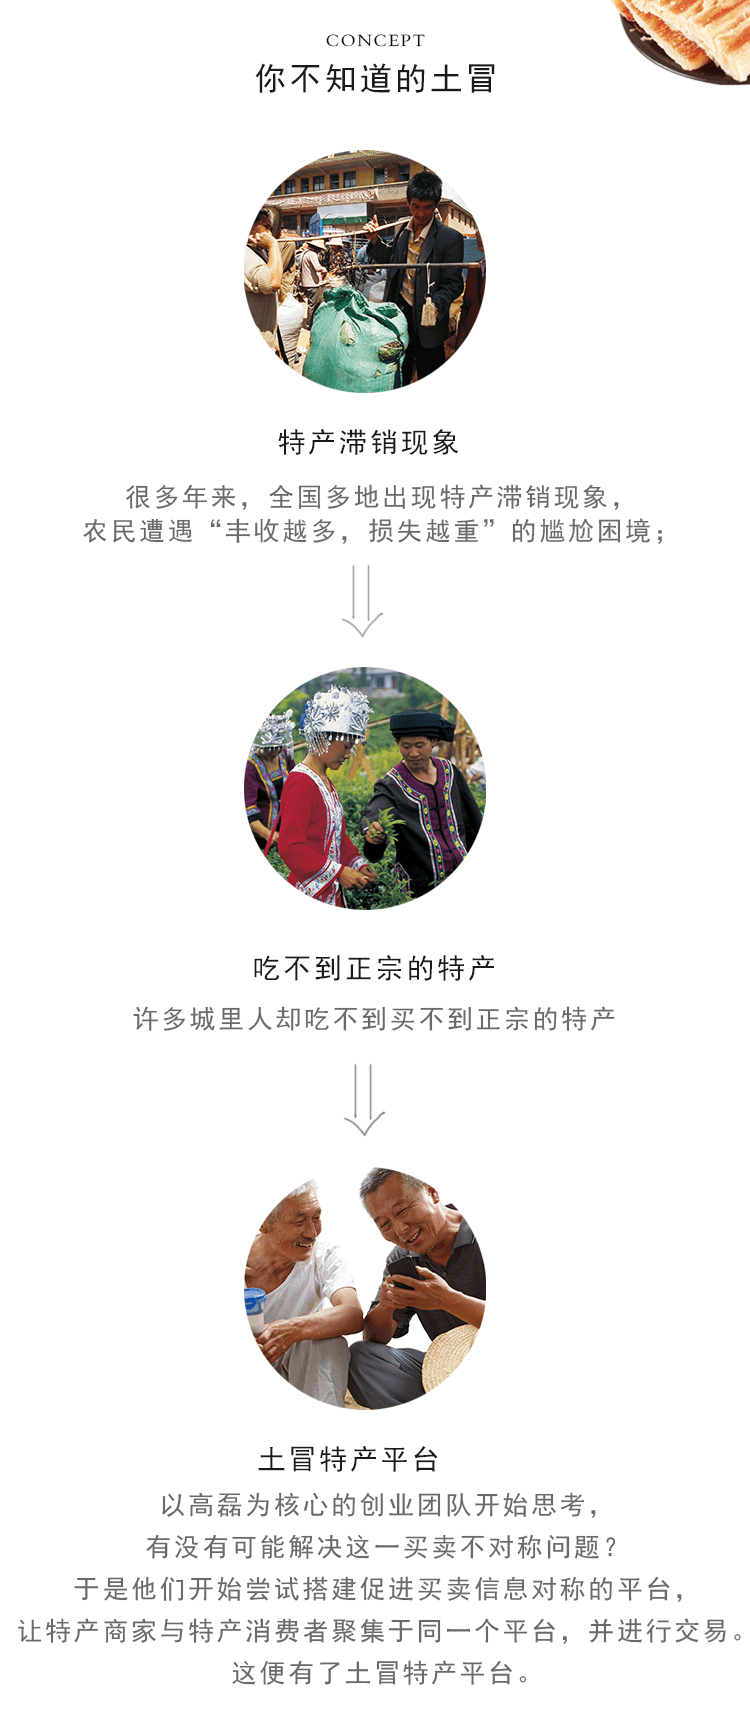 CONCEPT
你不知道的土冒
特产滞销现象
很多年来，全国多地出现特产滞销现象，
农民遭遇“丰收越多，损失越重”的尴尬困境；
吃不到正宗的特产
许多城里人却吃不到买不到正宗的特产
土冒特产平台
以高磊为核心的创业团队开始思考，
有没有可能解决这一买卖不对称问题？
于是他们开始尝试搭建促进买卖信息对称的平台，
让特产商家与特产消费者聚集于同一个平台，并进行交易。
这便有了土冒特产平台。